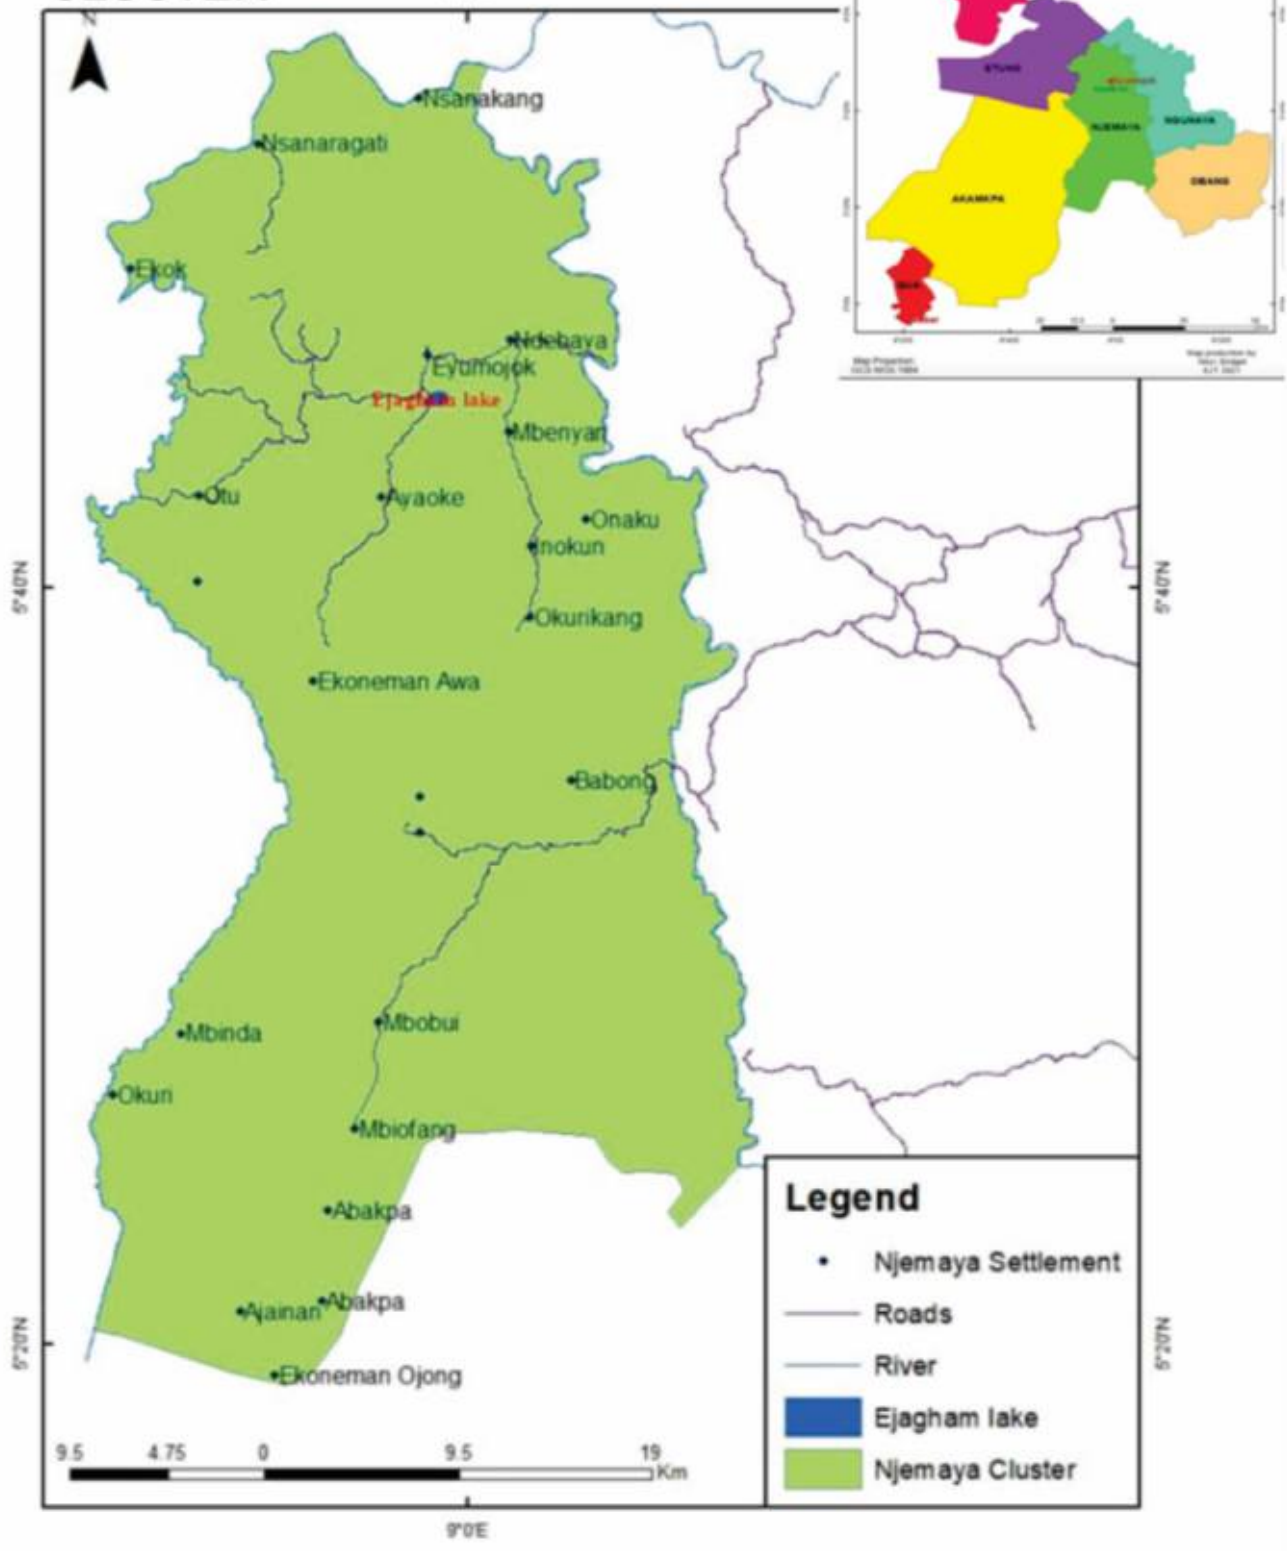 Nsanakang
Nsanaragati
Ekok
Ndebaya
Eyumojok
Ejagham lake
Mbenyan
Otu
Ayaoke
Onaku
Inokun
Okurikang
Ekoneman Awa
Babong
Mbinda
Mbobui
Okuri
Mbiofang
Abakpa
Ajainan
Abakpa
Ekoneman Ojong
5°40'N
5°40'N
5°20'N
5°20'N
9°0'E
9.5 4.75 0 9.5 19
Km
Legend
Njemaya Settlement
Roads
River
Ejagham lake
Njemaya Cluster
ETUNG
NJEMAYA
NGUNAYA
OBANG
AKAMKPA